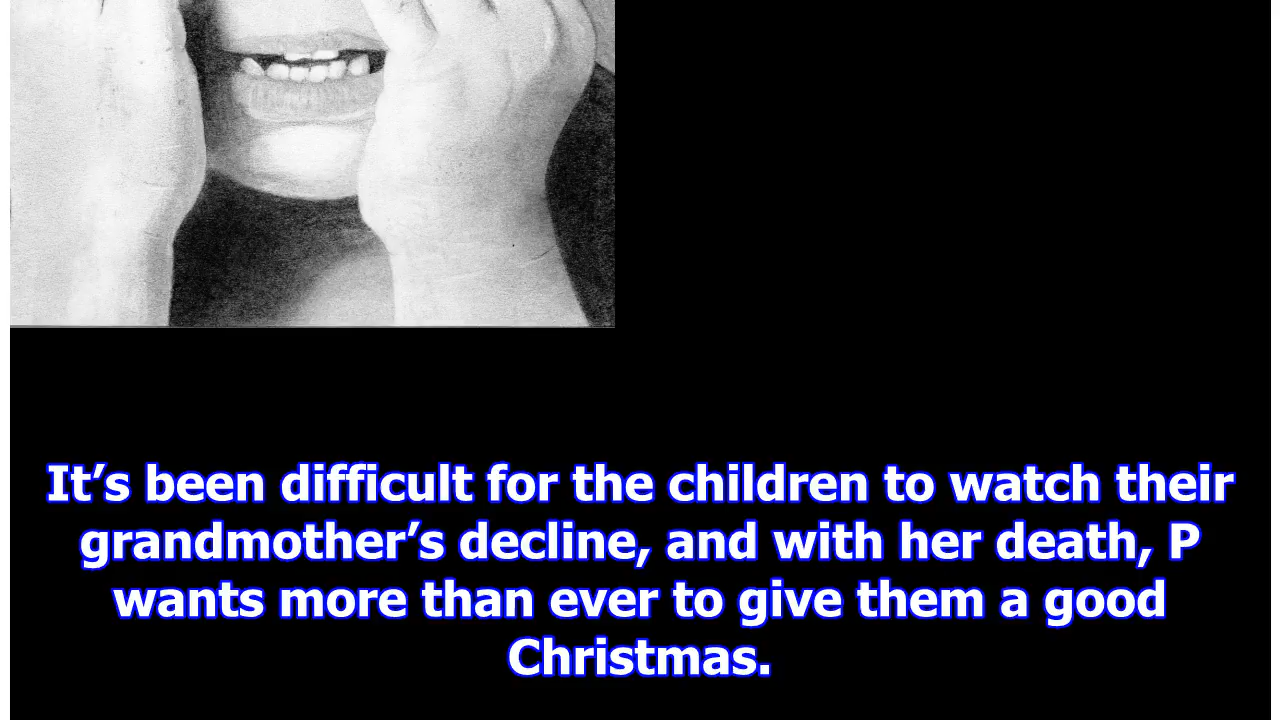 It’s been difficult for the children to watch their
grandmother’s decline, and with her death, P
wants more than ever to give them a good
Christmas.